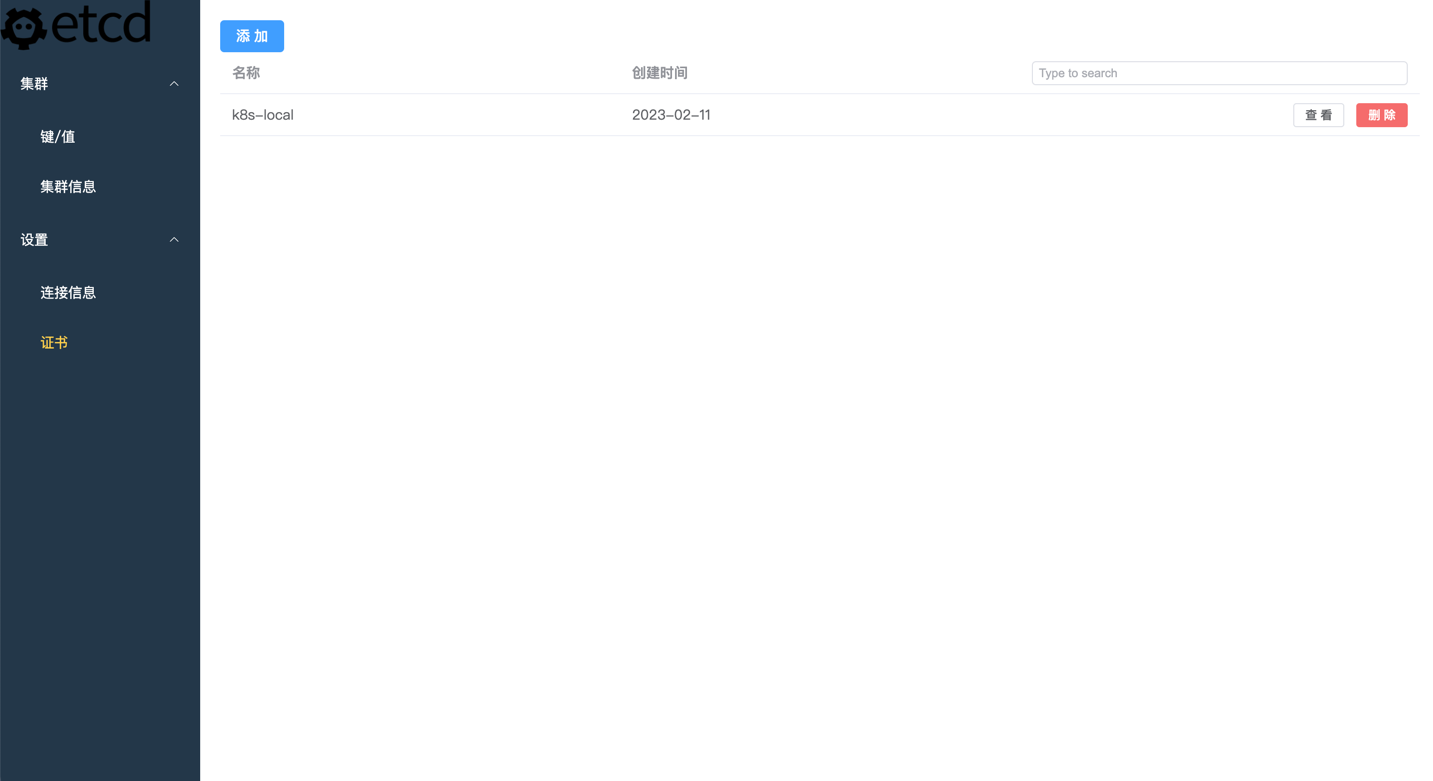 etcd
集群
键/值
集群信息
设置
连接信息
证书
添 加
名称 创建时间 Type to search
k8s-local 2023-02-11 查 看 删 除